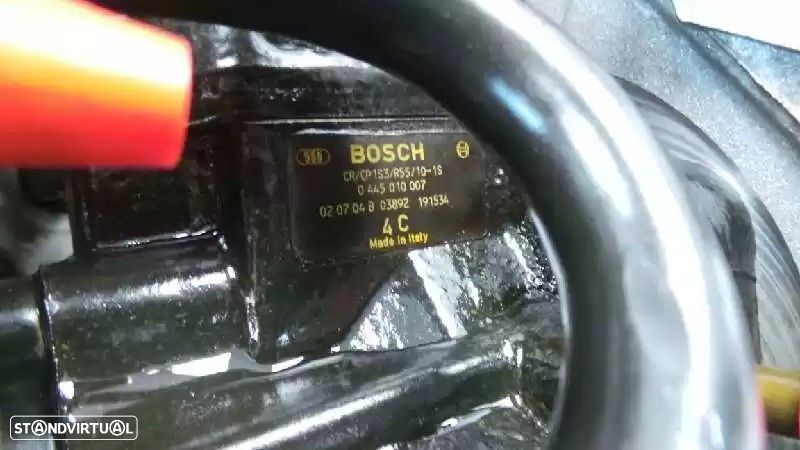 BOSCH
CR/CP1S3/R55/10-1S
0 445 010 007
02 07 04 B 03892 191534
4 C
Made in Italy
STANDVIRTUAL